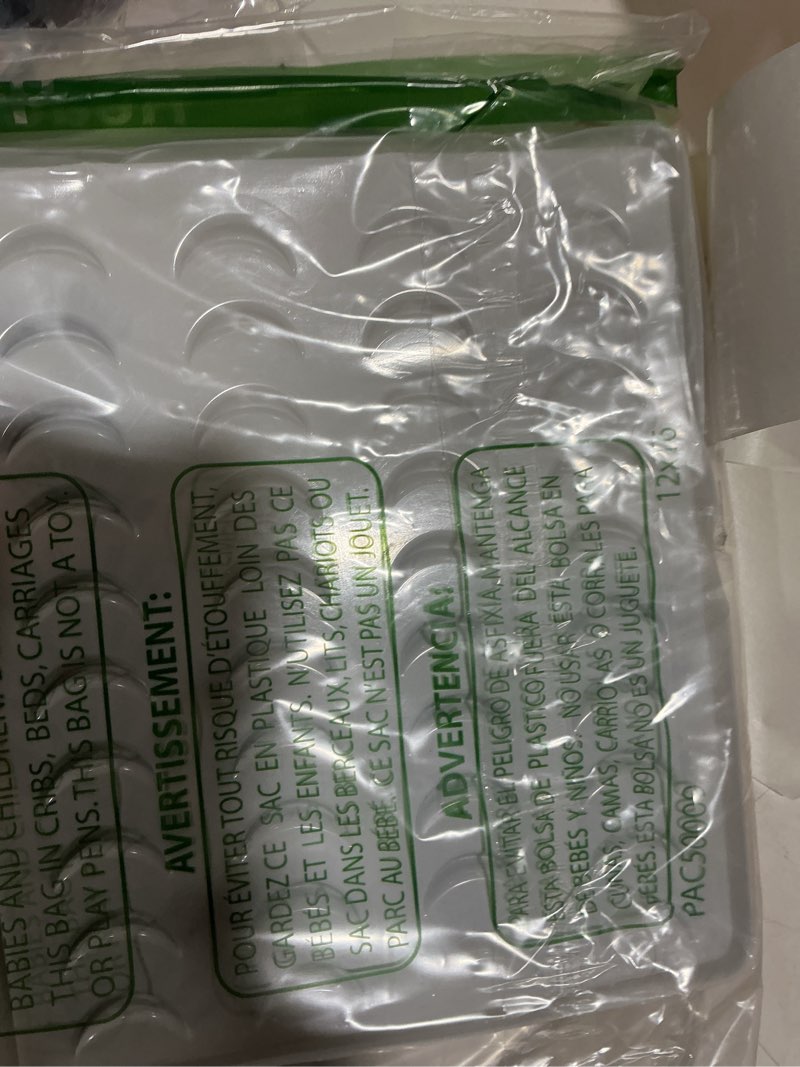 BABIES AND CHILDREN.
THIS BAG IN CRIBS, BEDS, CARRIAGES
OR PLAY PENS. THIS BAG IS NOT A TOY.
AVERTISSEMENT:
POUR ÉVITER TOUT RISQUE D'ÉTOUFFEMENT,
GARDEZ CE SAC EN PLASTIQUE LOIN DES
BÉBÉS ET LES ENFANTS. N'UTILISEZ PAS CE
SAC DANS LES BERCEAUX, LITS, CHARIOTS OU
PARC AU BÉBÉ. CE SAC N'EST PAS UN JOUET.
ADVERTENCIA:
PARA EVITAR EL PELIGRO DE ASFIXIA, MANTENGA
ESTA BOLSA DE PLASTICO FUERA DEL ALCANCE
DE BEBES Y NIÑOS. NO USAR ESTA BOLSA EN
CUNAS, CAMAS, CARRIOLAS O CORRALES PARA
BEBES. ESTA BOLSA NO ES UN JUGUETE.
12x16